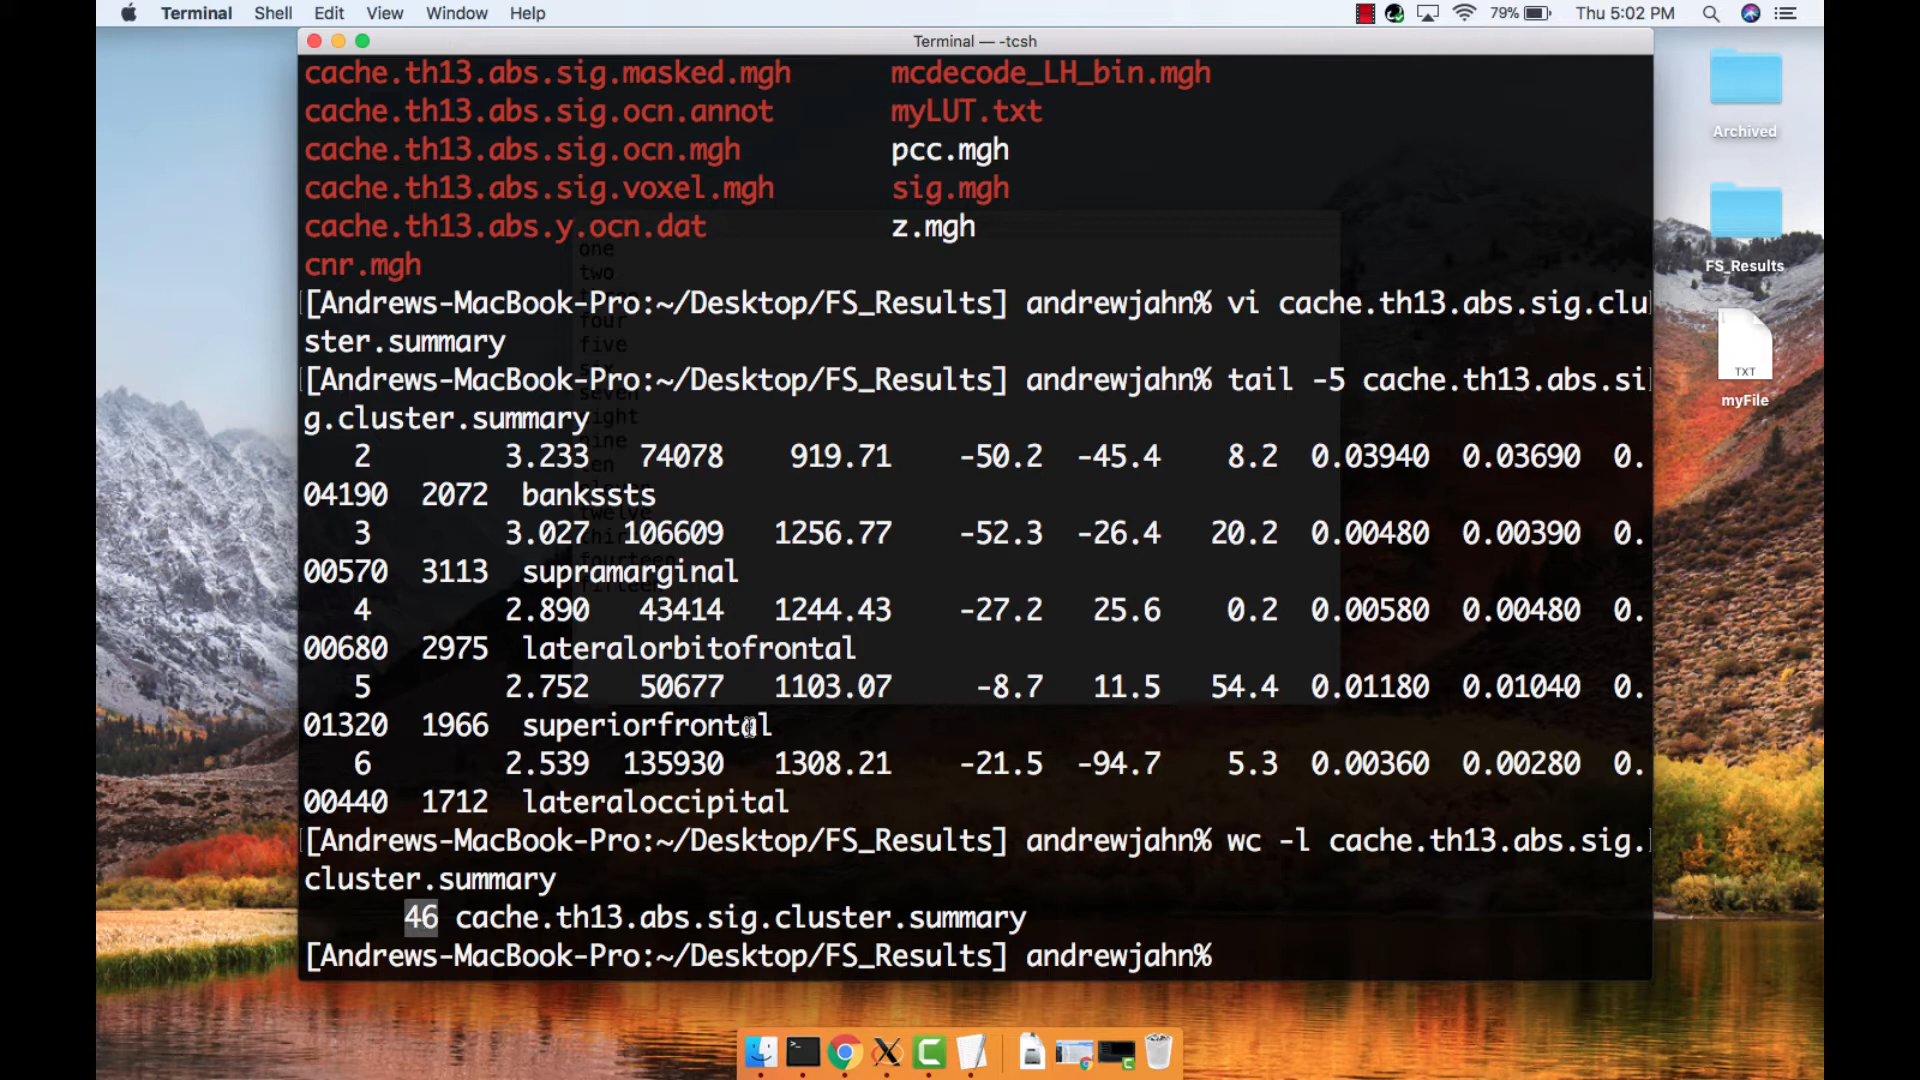 Terminal Shell Edit View Window Help 79% Thu 5:02 PM
Terminal — -tcsh
cache.th13.abs.sig.masked.mgh mcdecode_LH_bin.mgh
cache.th13.abs.sig.ocn.annot myLUT.txt
cache.th13.abs.sig.ocn.mgh pcc.mgh
cache.th13.abs.sig.voxel.mgh sig.mgh
cache.th13.abs.y.ocn.dat z.mgh
cnr.mgh
[Andrews-MacBook-Pro:~/Desktop/FS_Results] andrewjahn% vi cache.th13.abs.sig.clu
ster.summary
[Andrews-MacBook-Pro:~/Desktop/FS_Results] andrewjahn% tail -5 cache.th13.abs.si
g.cluster.summary
2 3.233 74078 919.71 -50.2 -45.4 8.2 0.03940 0.03690 0.
04190 2072 bankssts
3 3.027 106609 1256.77 -52.3 -26.4 20.2 0.00480 0.00390 0.
00570 3113 supramarginal
4 2.890 43414 1244.43 -27.2 25.6 0.2 0.00580 0.00480 0.
00680 2975 lateralorbitofrontal
5 2.752 50677 1103.07 -8.7 11.5 54.4 0.01180 0.01040 0.
01320 1966 superiorfrontal
6 2.539 135930 1308.21 -21.5 -94.7 5.3 0.00360 0.00280 0.
00440 1712 lateraloccipital
[Andrews-MacBook-Pro:~/Desktop/FS_Results] andrewjahn% wc -l cache.th13.abs.sig.
cluster.summary
46 cache.th13.abs.sig.cluster.summary
[Andrews-MacBook-Pro:~/Desktop/FS_Results] andrewjahn%
one
two
four
five
seven
ten
fourteen
Archived
FS_Results
TXT
myFile